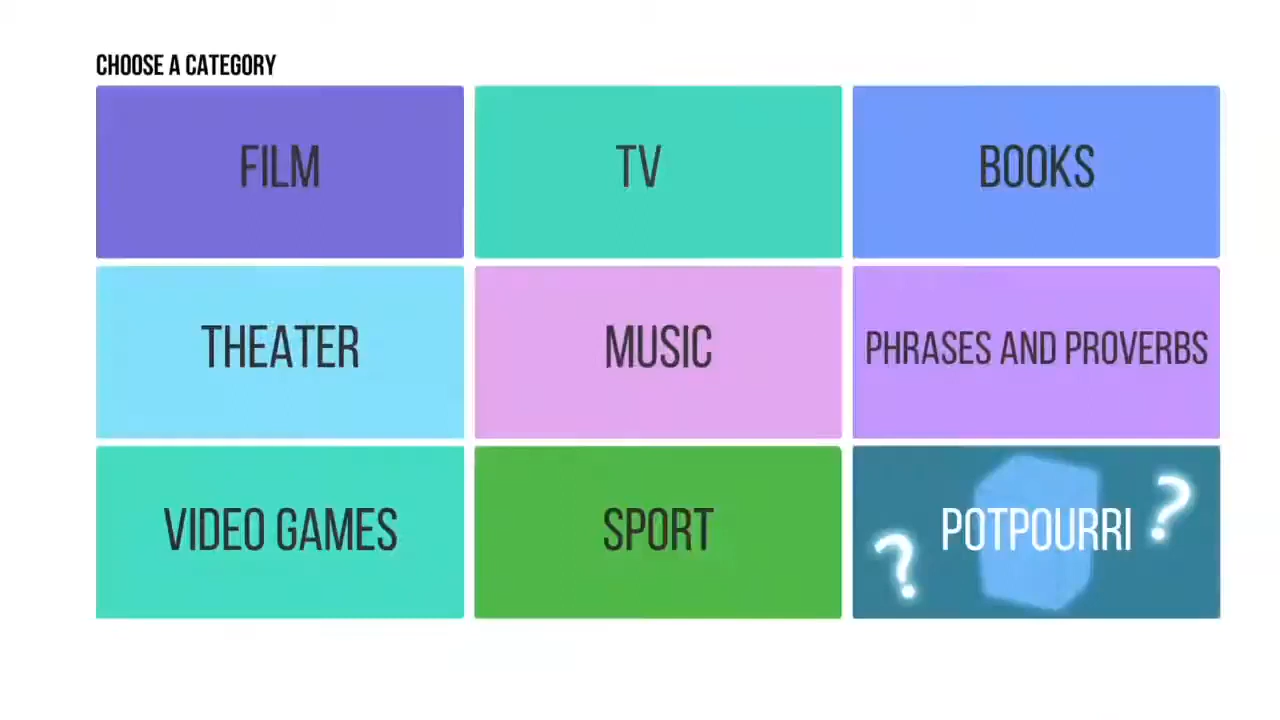 CHOOSE A CATEGORY
FILM
TV
BOOKS
THEATER
MUSIC
PHRASES AND PROVERBS
VIDEO GAMES
SPORT
? POTPOURRI ?